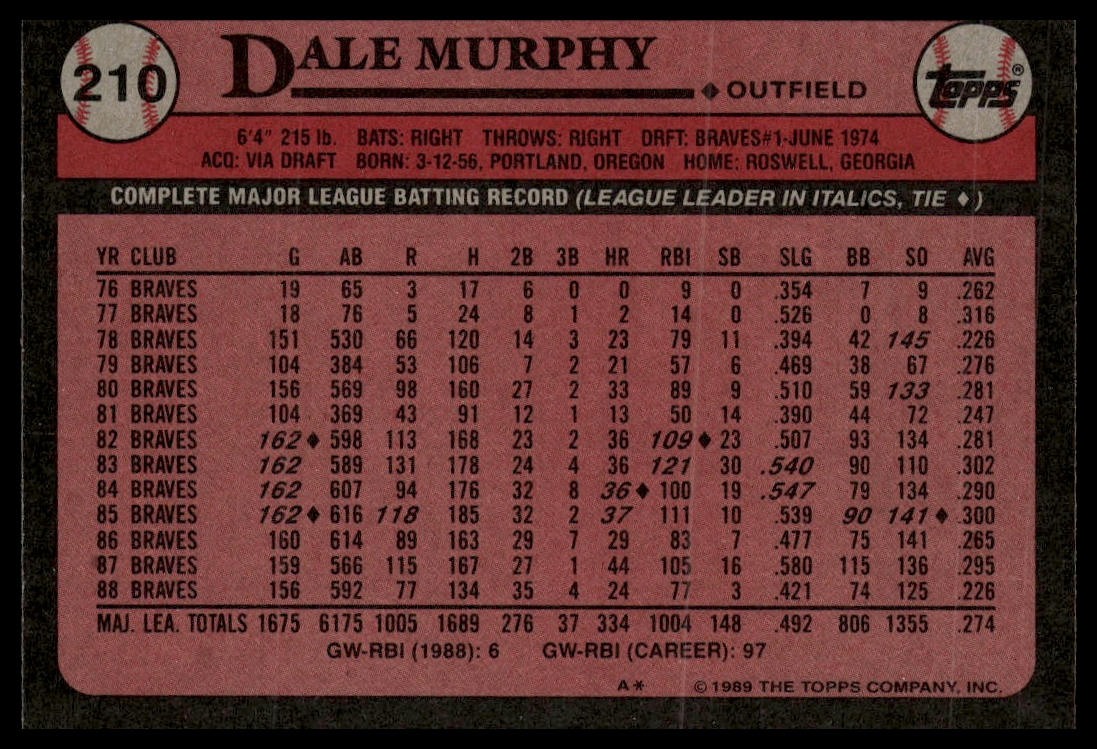 210
DALE MURPHY
◆ OUTFIELD
TOPPS®
6'4" 215 lb. BATS: RIGHT THROWS: RIGHT DRFT: BRAVES#1-JUNE 1974
ACQ: VIA DRAFT BORN: 3-12-56, PORTLAND, OREGON HOME: ROSWELL, GEORGIA
COMPLETE MAJOR LEAGUE BATTING RECORD (LEAGUE LEADER IN ITALICS, TIE ♦)
YR CLUB G AB R H 2B 3B HR RBI SB SLG BB SO AVG
76 BRAVES 19 65 3 17 6 0 0 9 0 .354 7 9 .262
77 BRAVES 18 76 5 24 8 1 2 14 0 .526 0 8 .316
78 BRAVES 151 530 66 120 14 3 23 79 11 .394 42 145 .226
79 BRAVES 104 384 53 106 7 2 21 57 6 .469 38 67 .276
80 BRAVES 156 569 98 160 27 2 33 89 9 .510 59 133 .281
81 BRAVES 104 369 43 91 12 1 13 50 14 .390 44 72 .247
82 BRAVES 162♦ 598 113 168 23 2 36 109♦ 23 .507 93 134 .281
83 BRAVES 162 589 131 178 24 4 36 121 30 .540 90 110 .302
84 BRAVES 162 607 94 176 32 8 36♦ 100 19 .547 79 134 .290
85 BRAVES 162♦ 616 118 185 32 2 37 111 10 .539 90 141♦ .300
86 BRAVES 160 614 89 163 29 7 29 83 7 .477 75 141 .265
87 BRAVES 159 566 115 167 27 1 44 105 16 .580 115 136 .295
88 BRAVES 156 592 77 134 35 4 24 77 3 .421 74 125 .226
MAJ. LEA. TOTALS 1675 6175 1005 1689 276 37 334 1004 148 .492 806 1355 .274
GW-RBI (1988): 6 GW-RBI (CAREER): 97
A* © 1989 THE TOPPS COMPANY, INC.